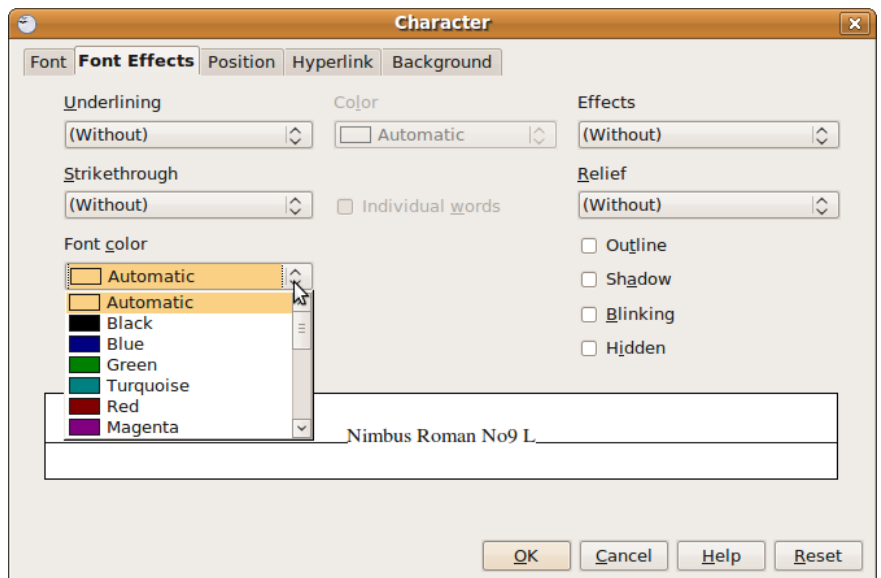 Character
Font Font Effects Position Hyperlink Background
Underlining Color Effects
(Without) Automatic (Without)
Strikethrough Relief
(Without) Individual words (Without)
Font color Outline
Automatic Shadow
Automatic
Black Blinking
Blue Hidden
Green
Turquoise
Red
Magenta
Nimbus Roman No9 L
OK Cancel Help Reset